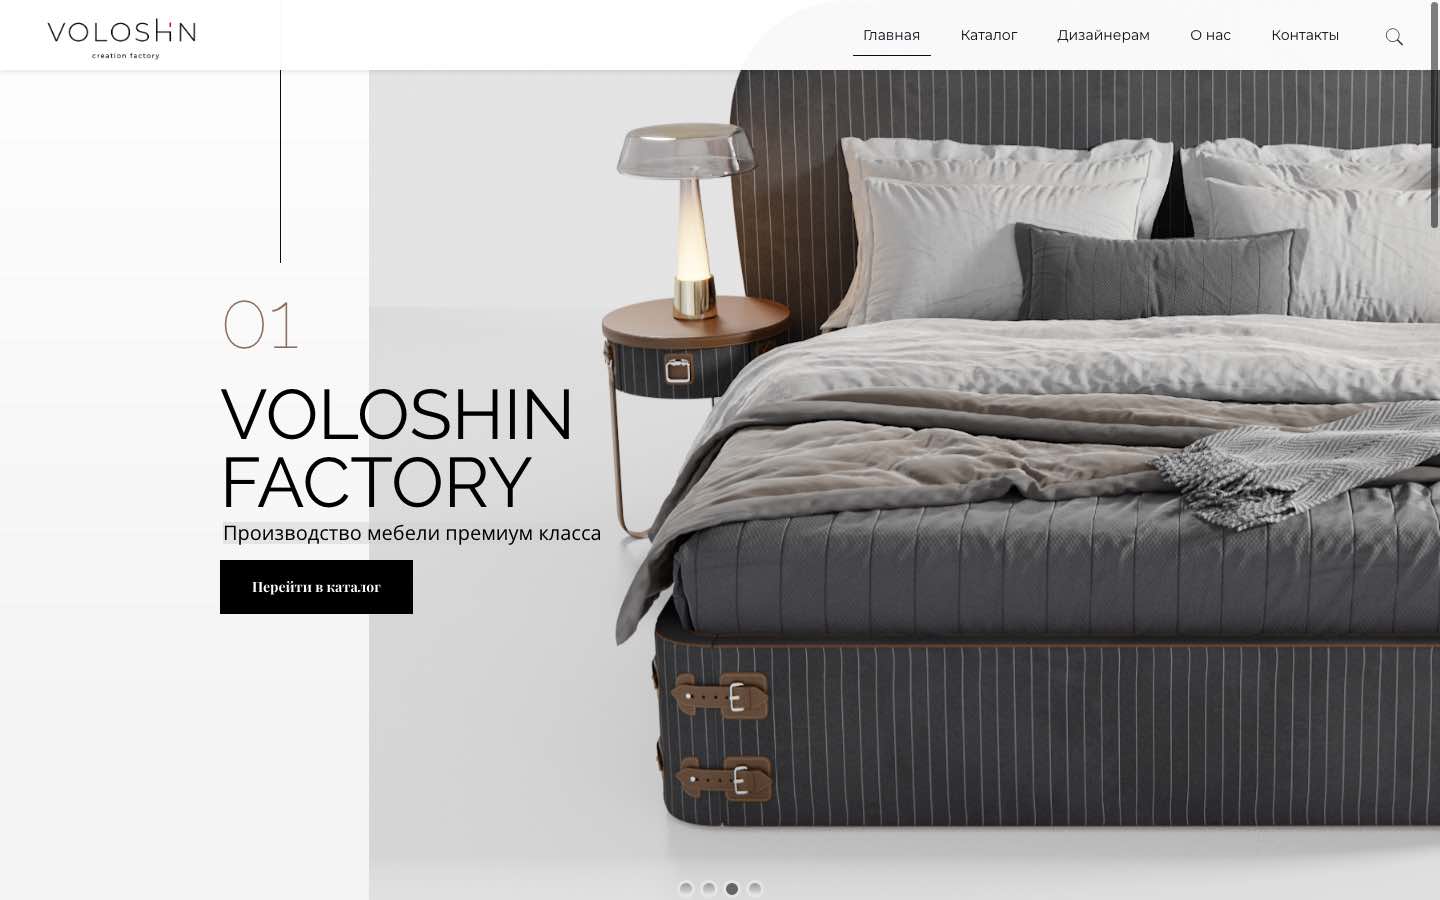 VOLOSHIN
creation factory
Главная
Каталог
Дизайнерам
О нас
Контакты
01
VOLOSHIN
FACTORY
Производство мебели премиум класса
Перейти в каталог